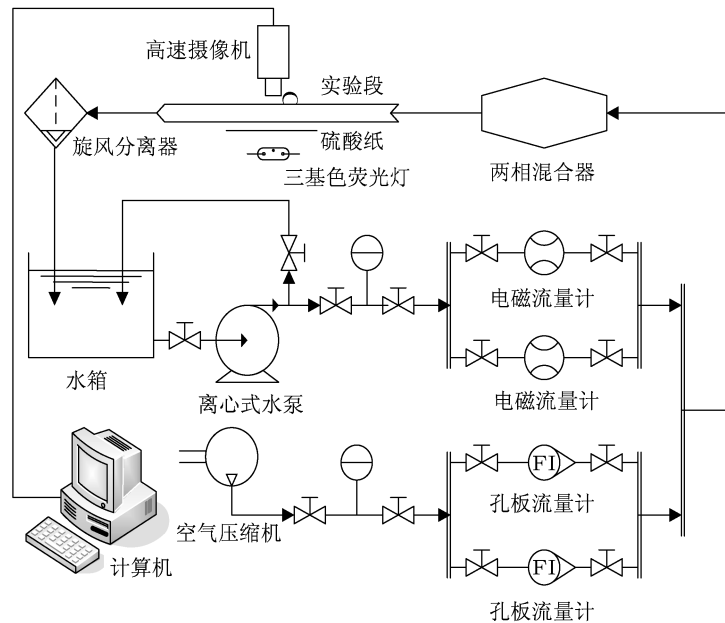 高速摄像机
实验段
旋风分离器
硫酸纸
三基色荧光灯
两相混合器
电磁流量计
水箱
离心式水泵
电磁流量计
空气压缩机
FI
孔板流量计
计算机
FI
孔板流量计